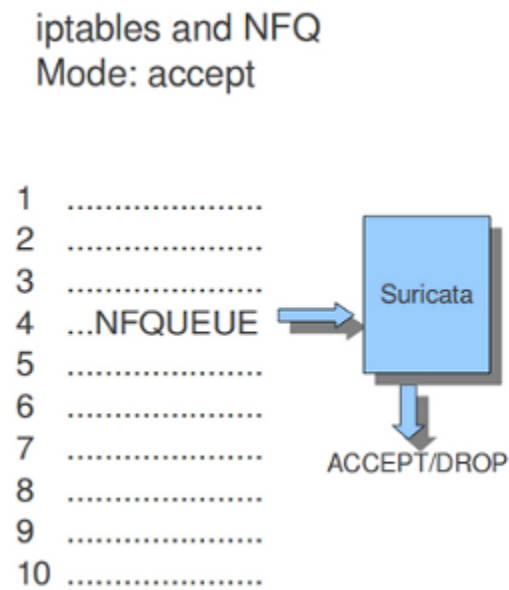 iptables and NFQ
Mode: accept
1 .....................
2 .....................
3 .....................
4 ...NFQUEUE
Suricata
5 .....................
6 .....................
7 .....................
ACCEPT/DROP
8 .....................
9 .....................
10 .....................